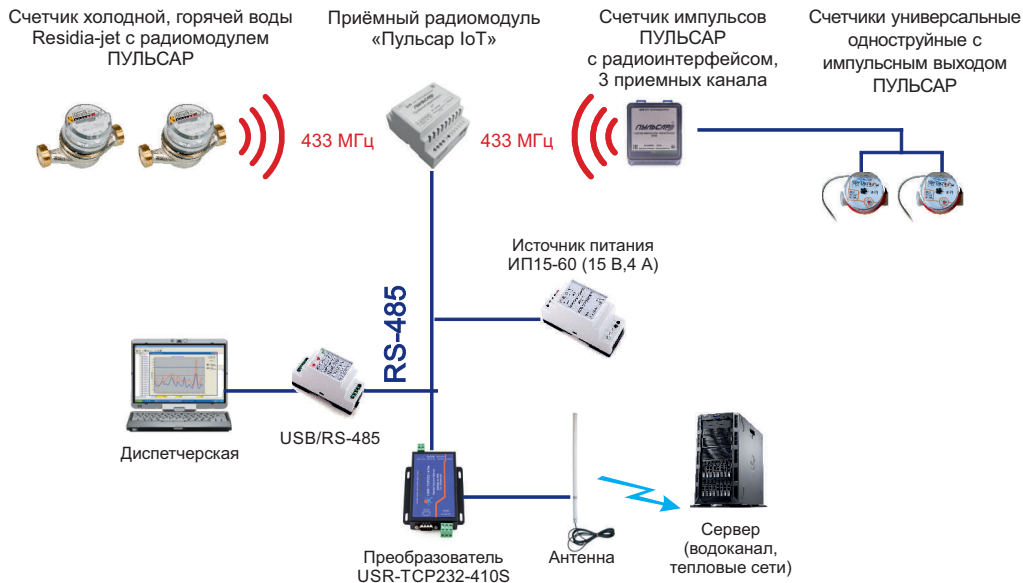 Счетчик холодной, горячей воды
Residia-jet с радиомодулем
ПУЛЬСАР
Приёмный радиомодуль
«Пульсар IoT»
Счетчик импульсов
ПУЛЬСАР
с радиоинтерфейсом,
3 приемных канала
Счетчики универсальные
одноструйные с
импульсным выходом
ПУЛЬСАР
433 МГц
433 МГц
ПУЛЬСАР
Источник питания
ИП15-60 (15 В,4 А)
RS-485
USB/RS-485
Диспетчерская
Преобразователь
USR-TCP232-410S
Антенна
Сервер
(водоканал,
тепловые сети)